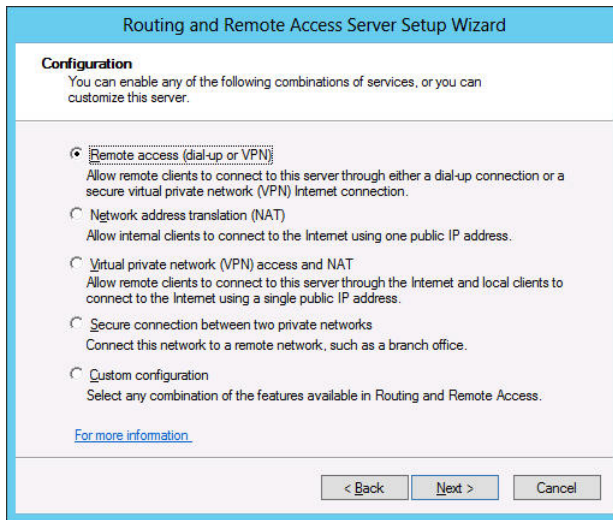 Routing and Remote Access Server Setup Wizard
Configuration
You can enable any of the following combinations of services, or you can
customize this server.
Remote access (dial-up or VPN)
Allow remote clients to connect to this server through either a dial-up connection or a
secure virtual private network (VPN) Internet connection.
Network address translation (NAT)
Allow internal clients to connect to the Internet using one public IP address.
Virtual private network (VPN) access and NAT
Allow remote clients to connect to this server through the Internet and local clients to
connect to the Internet using a single public IP address.
Secure connection between two private networks
Connect this network to a remote network, such as a branch office.
Custom configuration
Select any combination of the features available in Routing and Remote Access.
For more information
< Back
Next >
Cancel